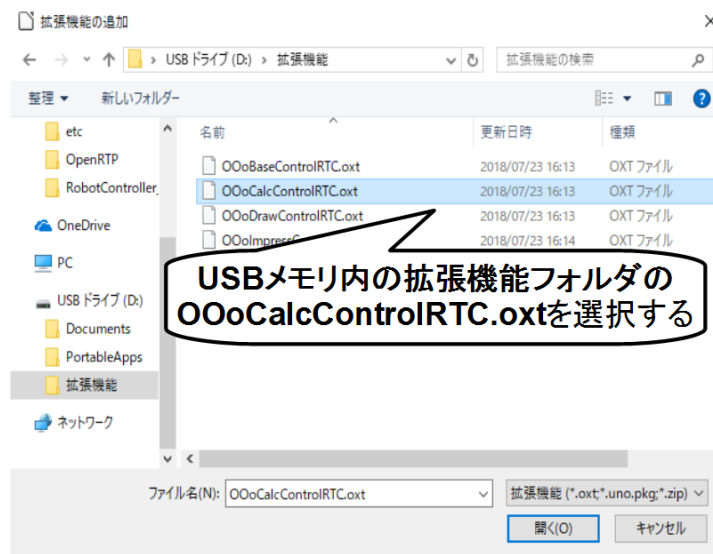 拡張機能の追加
USB ドライブ (D:) › 拡張機能
拡張機能の検索
整理 新しいフォルダー
名前 更新日時 種類
etc
OpenRTP
RobotController_
OneDrive
PC
USB ドライブ (D:)
Documents
PortableApps
拡張機能
ネットワーク
OOoBaseControlRTC.oxt 2018/07/23 16:13 OXT ファイル
OOoCalcControlRTC.oxt 2018/07/23 16:13 OXT ファイル
OOoDrawControlRTC.oxt 2018/07/23 16:13 OXT ファイル
OOoImpressC 2018/07/23 16:14 OXT ファイル
USBメモリ内の拡張機能フォルダの
OOoCalcControlRTC.oxtを選択する
ファイル名(N): OOoCalcControlRTC.oxt 拡張機能 (*.oxt;*.uno.pkg;*.zip)
開く(O) キャンセル